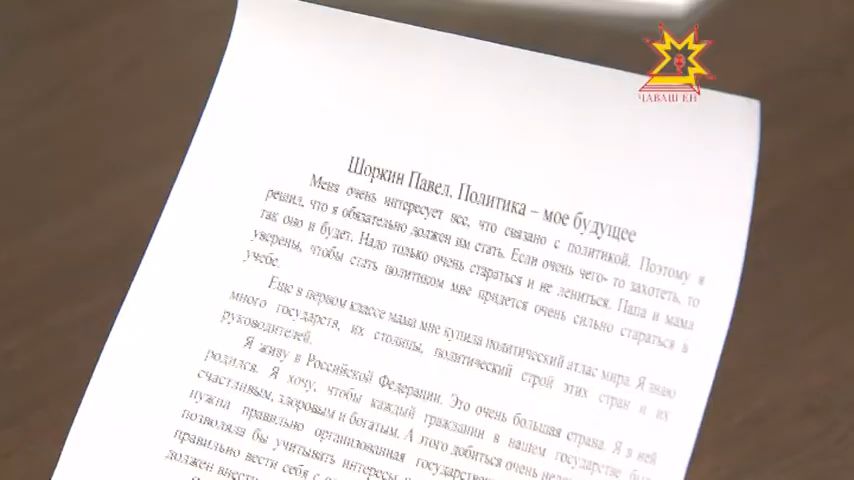 ЧĂВАШ ЕН
Шоркин Павел. Политика – мое будущее
Меня очень интересует все, что связано с политикой. Поэтому я
решил, что я обязательно должен им стать. Если очень чего- то захотеть, то
так оно и будет. Надо только очень стараться и не лениться. Папа и мама
уверены, чтобы стать политиком мне придется очень сильно стараться в
учебе.
Еще в первом классе мама мне купила политический атлас мира. Я знаю
много государств, их столицы, политический строй этих стран и их
руководителей.
Я живу в Российской Федерации. Это очень большая страна. Я в ней
родился. Я хочу, чтобы каждый гражданин в нашем государстве был
счастливым, здоровым и богатым. А этого добиться очень
нужна правильно организованная
позволяла бы учитывать интересы
правильно вести себя с
должен